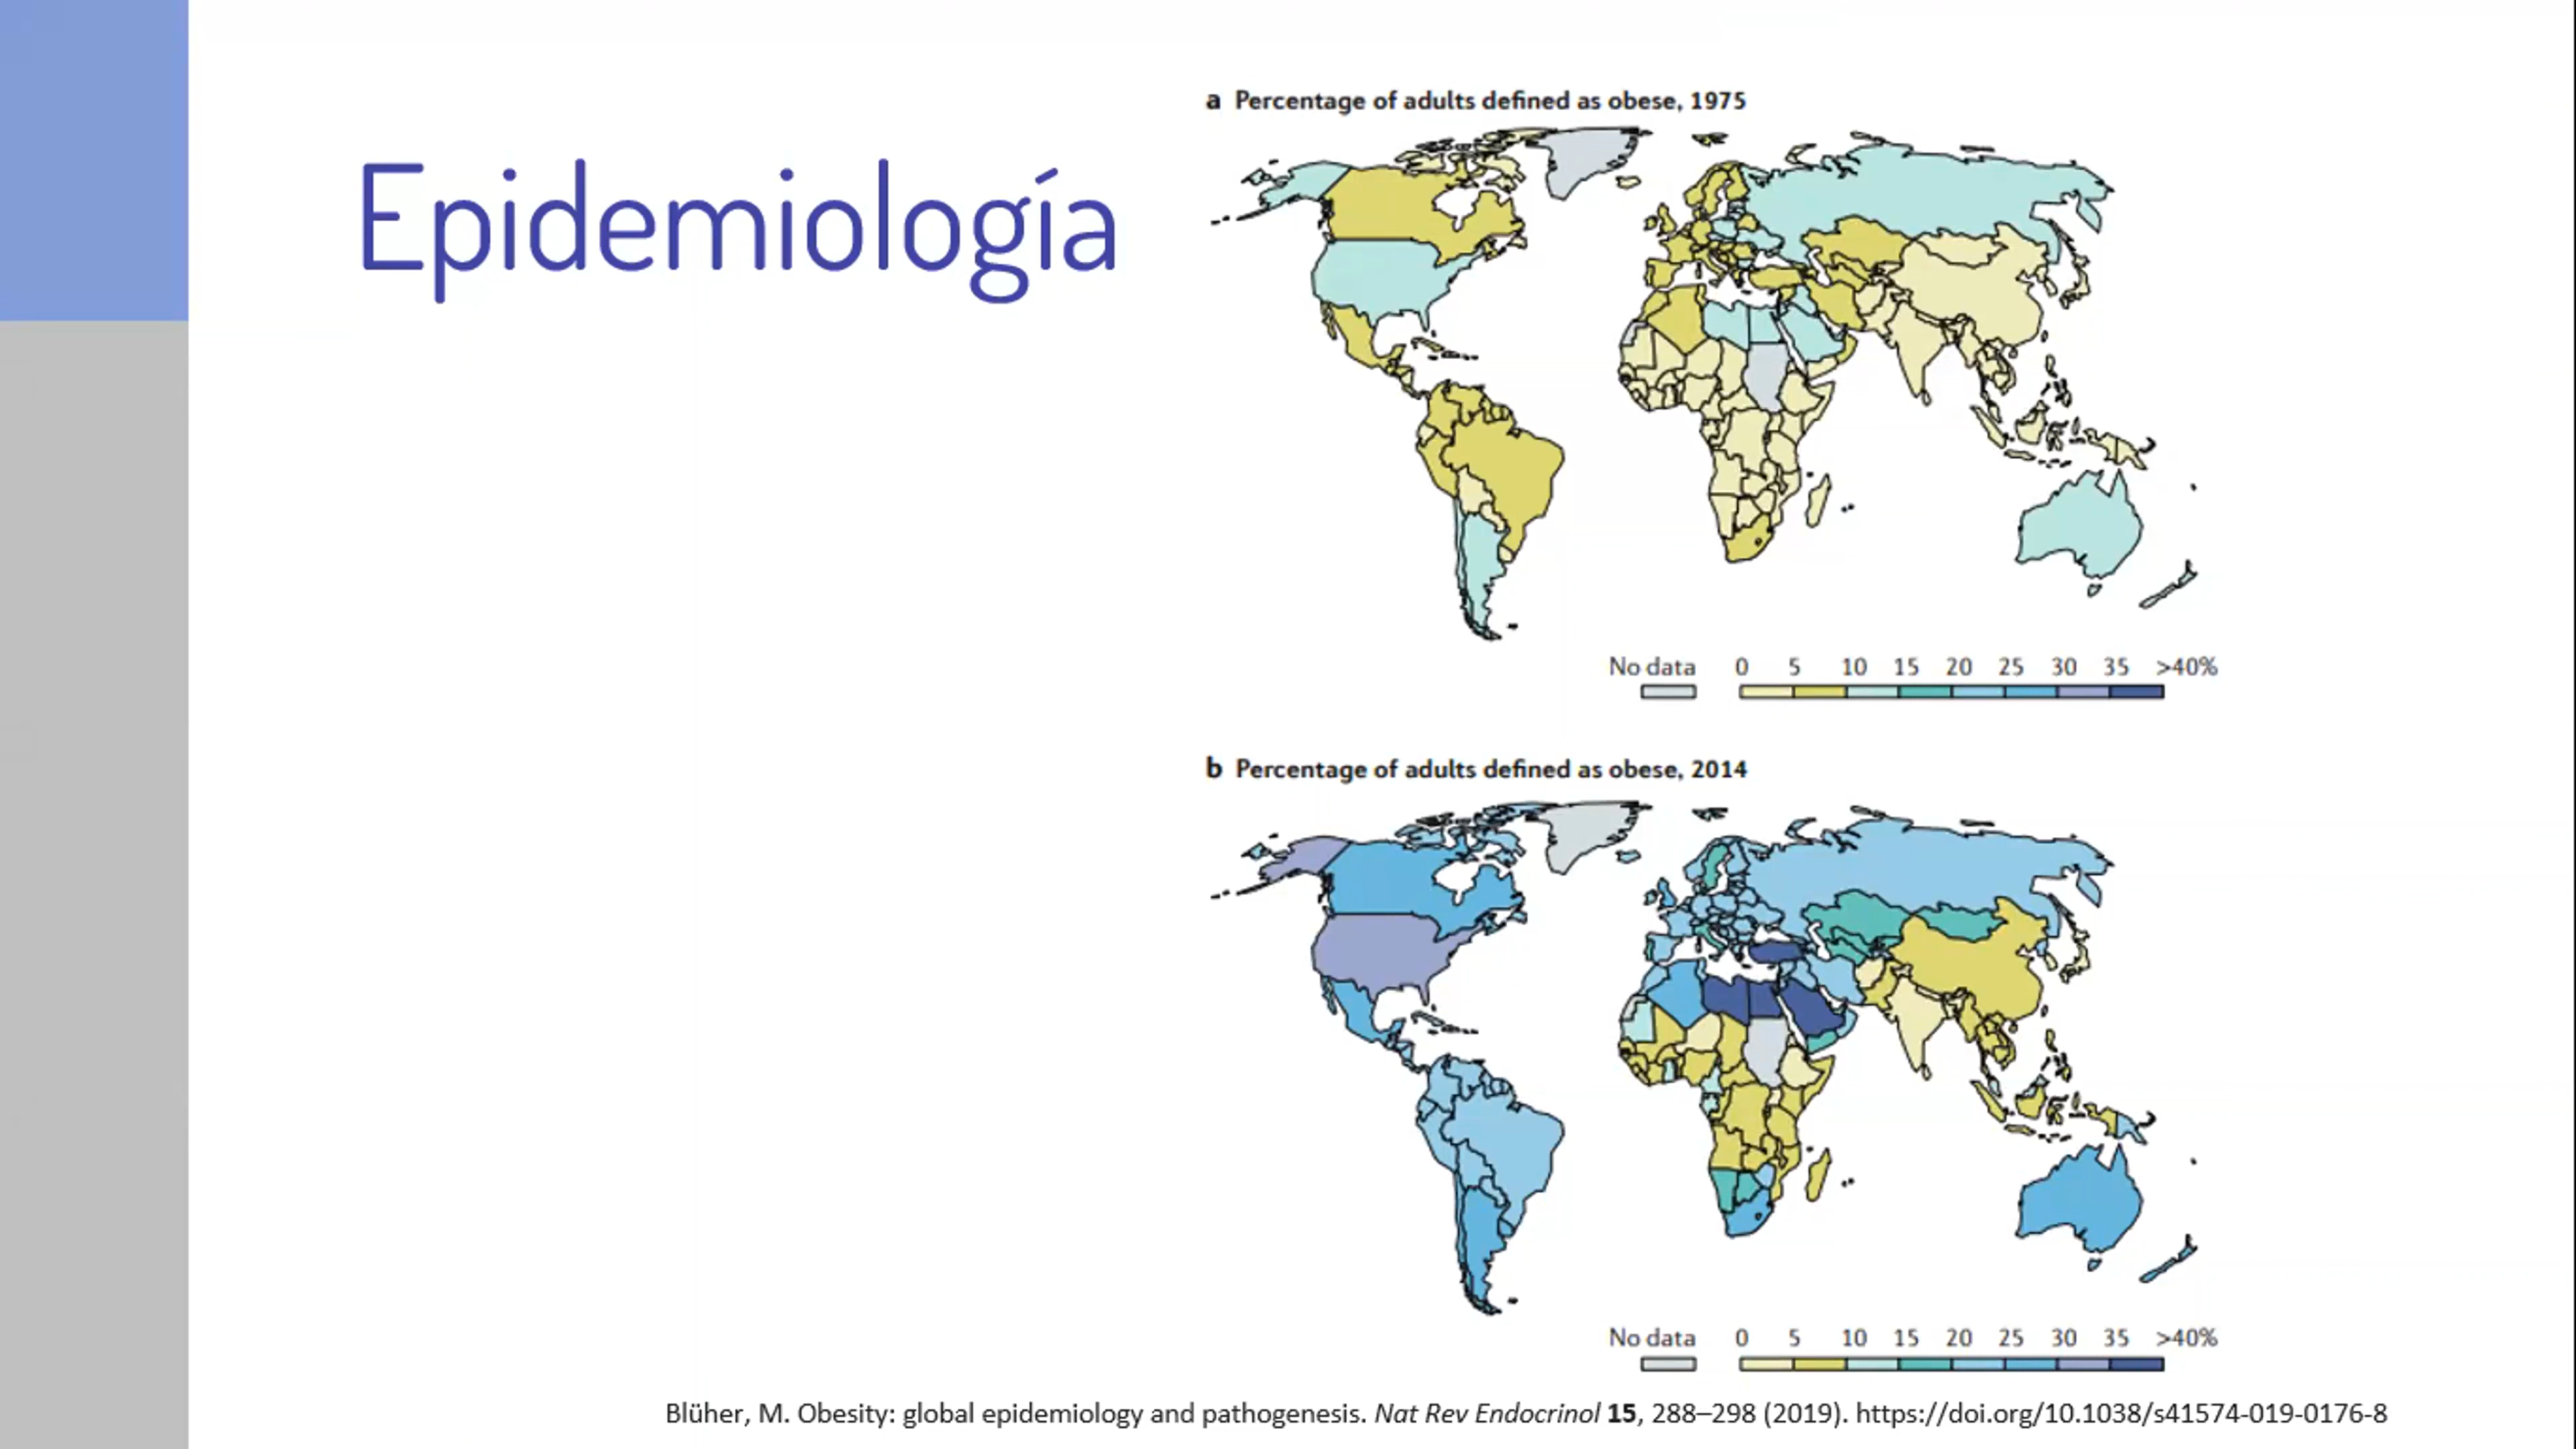 Epidemiología
a Percentage of adults defined as obese, 1975
No data 0 5 10 15 20 25 30 35 >40%
b Percentage of adults defined as obese, 2014
No data 0 5 10 15 20 25 30 35 >40%
Blüher, M. Obesity: global epidemiology and pathogenesis. Nat Rev Endocrinol 15, 288–298 (2019). https://doi.org/10.1038/s41574-019-0176-8